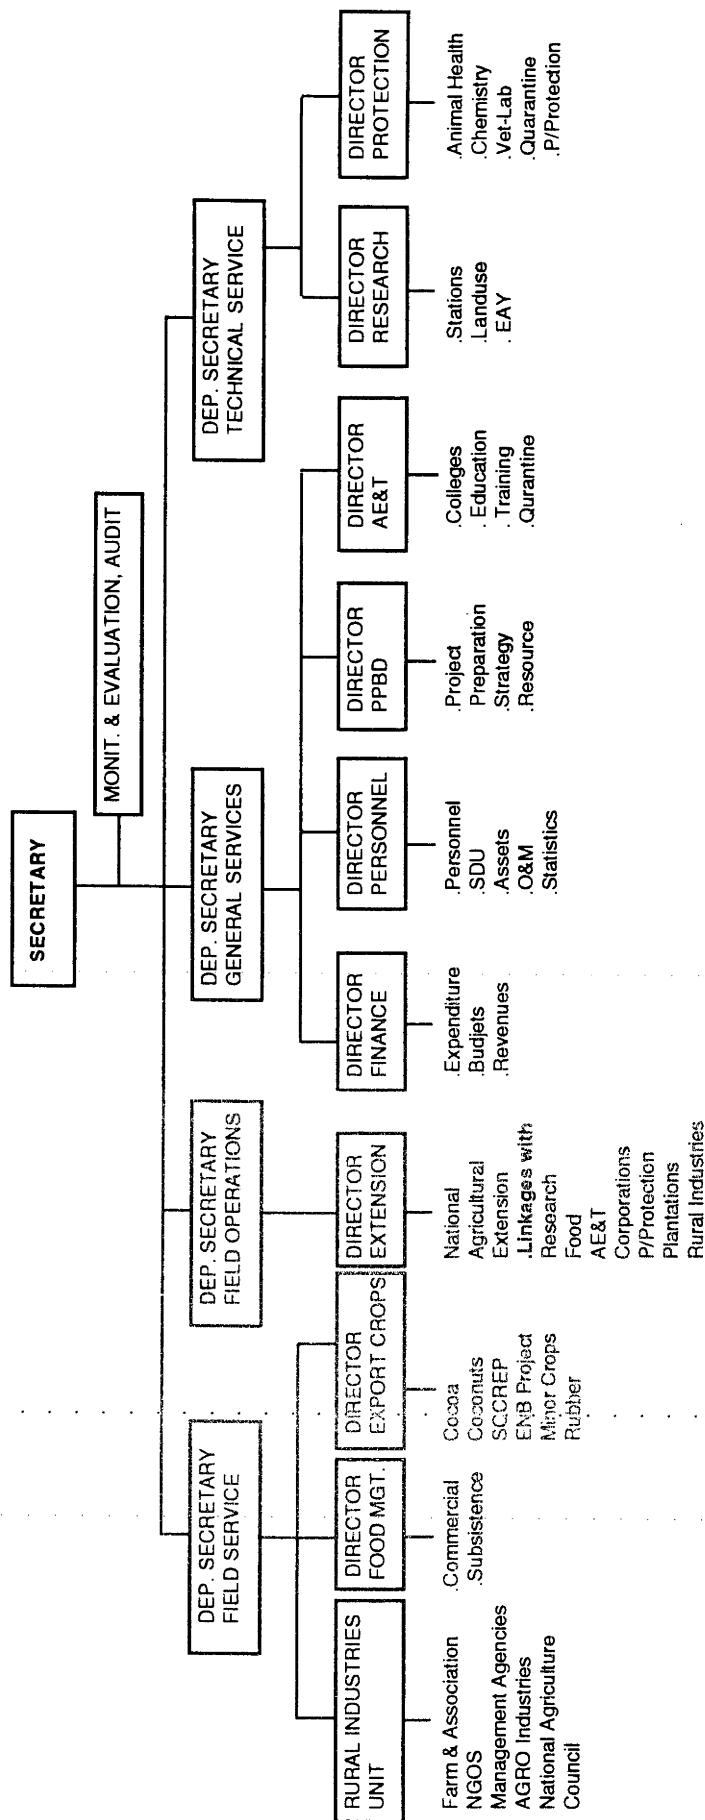 SECRETARY
MONIT. & EVALUATION, AUDIT
DEP. SECRETARY
FIELD SERVICE
DEP. SECRETARY
FIELD OPERATIONS
DEP. SECRETARY
GENERAL SERVICES
DEP. SECRETARY
TECHNICAL SERVICE
RURAL INDUSTRIES
UNIT
DIRECTOR
FOOD MGT.
DIRECTOR
EXPORT CROPS
DIRECTOR
EXTENSION
DIRECTOR
FINANCE
DIRECTOR
PERSONNEL
DIRECTOR
PPBD
DIRECTOR
AE&T
DIRECTOR
RESEARCH
DIRECTOR
PROTECTION
Farm & Association
NGOS
Management Agencies
AGRO Industries
National Agriculture
Council
.Commercial
.Subsistence
Cocoa
Coconuts
SCCREP
ENB Project
Minor Crops
Rubber
National
Agricultural
Extension
.Linkages with
Research
Food
AE&T
Corporations
P/Protection
Plantations
Rural Industries
.Expenditure
.Budjets
.Revenues
.Personnel
.SDU
.Assets
.O&M
.Statistics
.Project
Preparation
.Strategy
.Resource
.Colleges
. Education
. Training
.Qurantine
.Stations
.Landuse
. EAY
.Animal Health
.Chemistry
.Vet-Lab
.Quarantine
.P/Protection